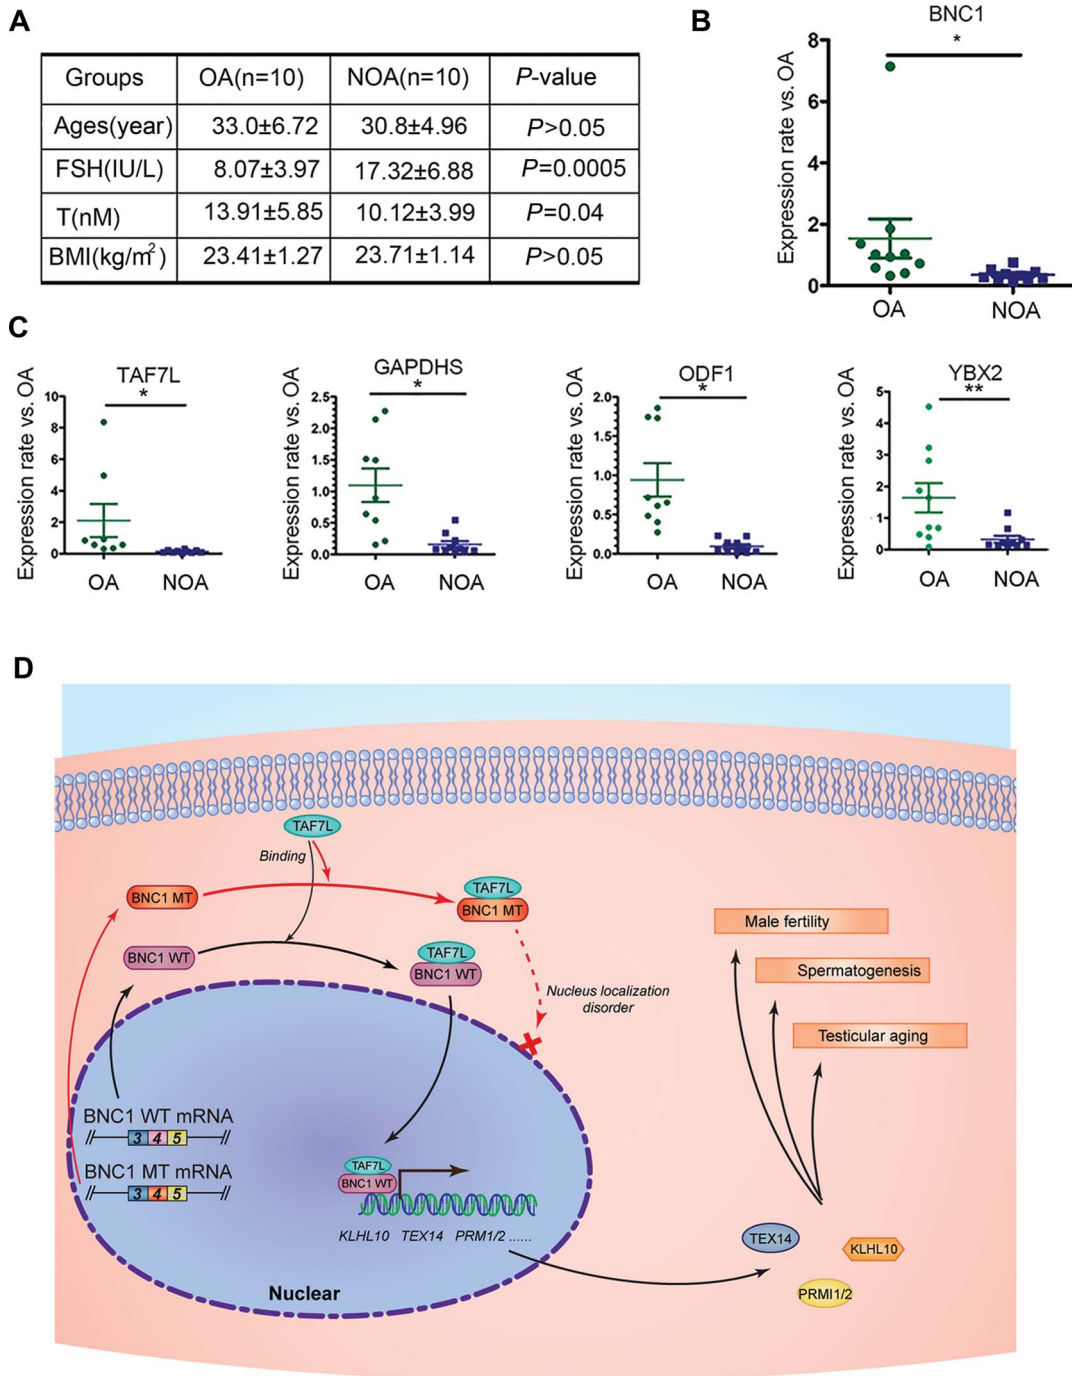 A
Groups OA(n=10) NOA(n=10) P-value
Ages(year) 33.0±6.72 30.8±4.96 P>0.05
FSH(IU/L) 8.07±3.97 17.32±6.88 P=0.0005
T(nM) 13.91±5.85 10.12±3.99 P=0.04
BMI(kg/m²) 23.41±1.27 23.71±1.14 P>0.05
B
BNC1
*
Expression rate vs. OA
8
6
4
2
0
OA NOA
C
TAF7L
*
Expression rate vs. OA
10
8
6
4
2
0
OA NOA
GAPDHS
*
Expression rate vs. OA
2.5
2.0
1.5
1.0
0.5
0.0
OA NOA
ODF1
*
Expression rate vs. OA
2.0
1.5
1.0
0.5
0.0
OA NOA
YBX2
**
Expression rate vs. OA
5
4
3
2
1
0
OA NOA
D
TAF7L
Binding
BNC1 MT
TAF7L
BNC1 MT
BNC1 WT
TAF7L
BNC1 WT
Nucleus localization
disorder
Male fertility
Spermatogenesis
Testicular aging
BNC1 WT mRNA
// 3 4 5 //
BNC1 MT mRNA
// 3 4 5 //
TAF7L
BNC1 WT
KLHL10 TEX14 PRM1/2 ......
Nuclear
TEX14
KLHL10
PRMI1/2